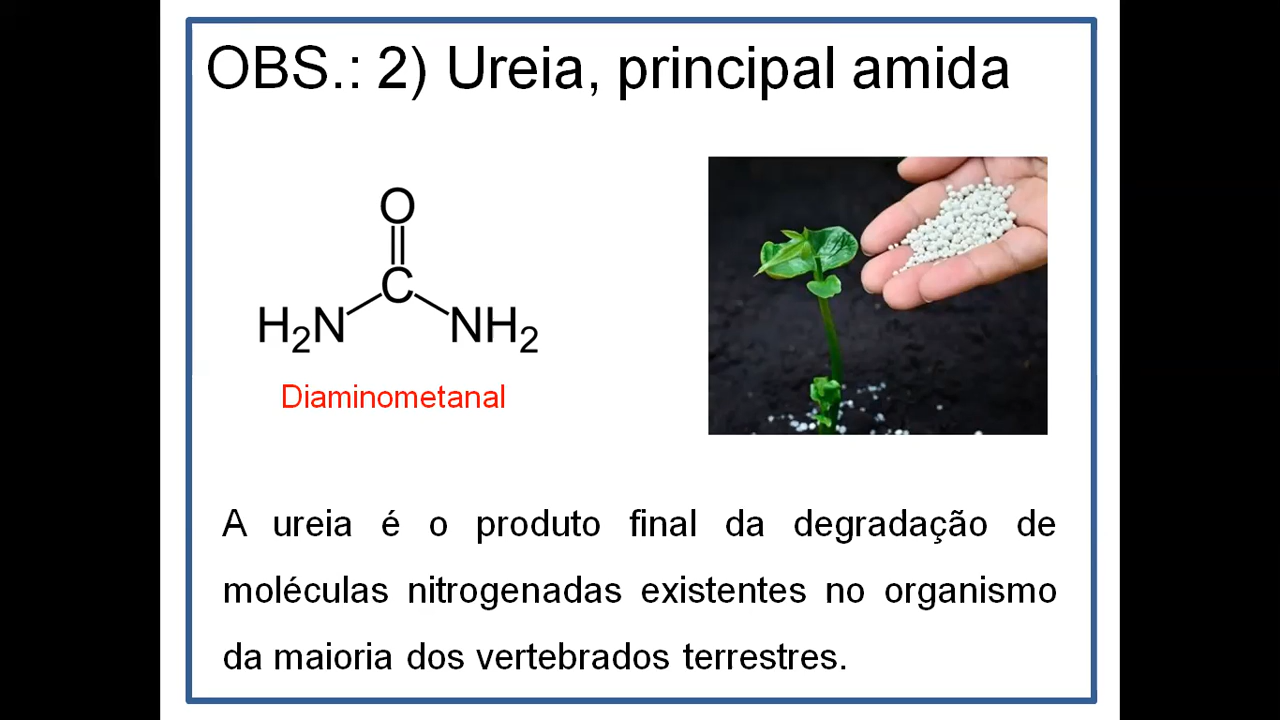 OBS.: 2) Ureia, principal amida
O
C
H₂N NH₂
Diaminometanal
A ureia é o produto final da degradação de
moléculas nitrogenadas existentes no organismo
da maioria dos vertebrados terrestres.